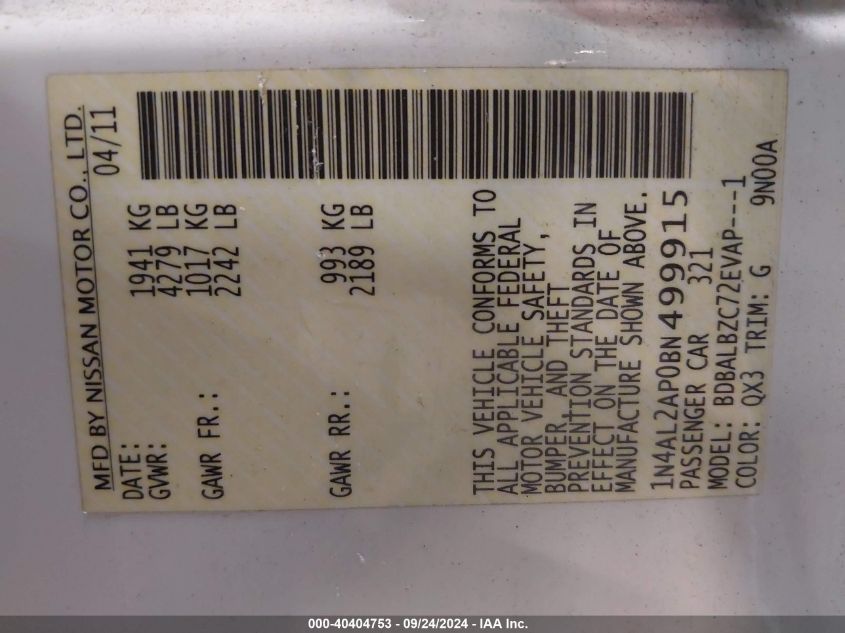 MFD BY NISSAN MOTOR CO., LTD.
DATE: 04/11
GVWR: 1941 KG
4279 LB
GAWR FR.: 1017 KG
2242 LB
GAWR RR.: 993 KG
2189 LB
THIS VEHICLE CONFORMS TO
ALL APPLICABLE FEDERAL
MOTOR VEHICLE SAFETY,
BUMPER, AND THEFT
PREVENTION STANDARDS IN
EFFECT ON THE DATE OF
MANUFACTURE SHOWN ABOVE.
1N4AL2AP0BN499915
PASSENGER CAR 321
MODEL: BDBALBZC72EVAP---1
COLOR: QX3 TRIM: G 9N00A
000-40404753 - 09/24/2024 - IAA Inc.